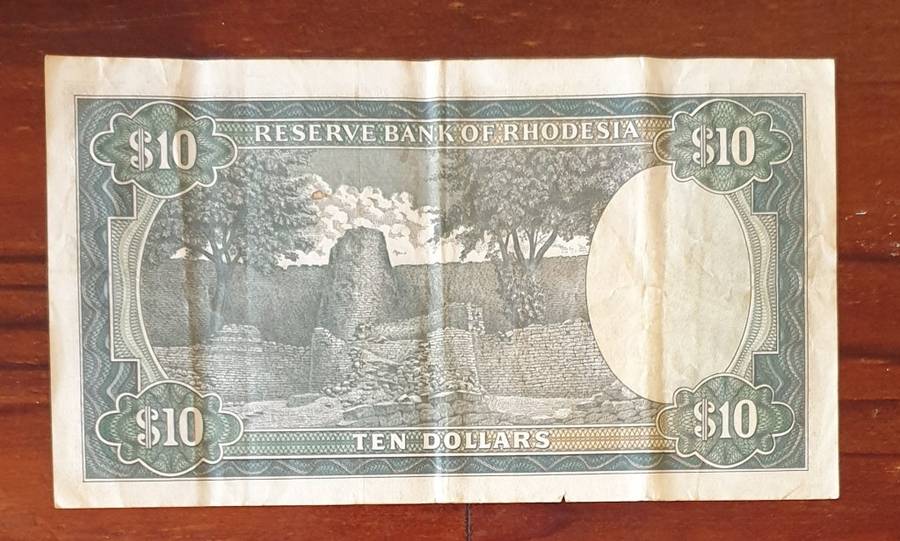 $10 RESERVE BANK OF RHODESIA $10
$10 TEN DOLLARS $10